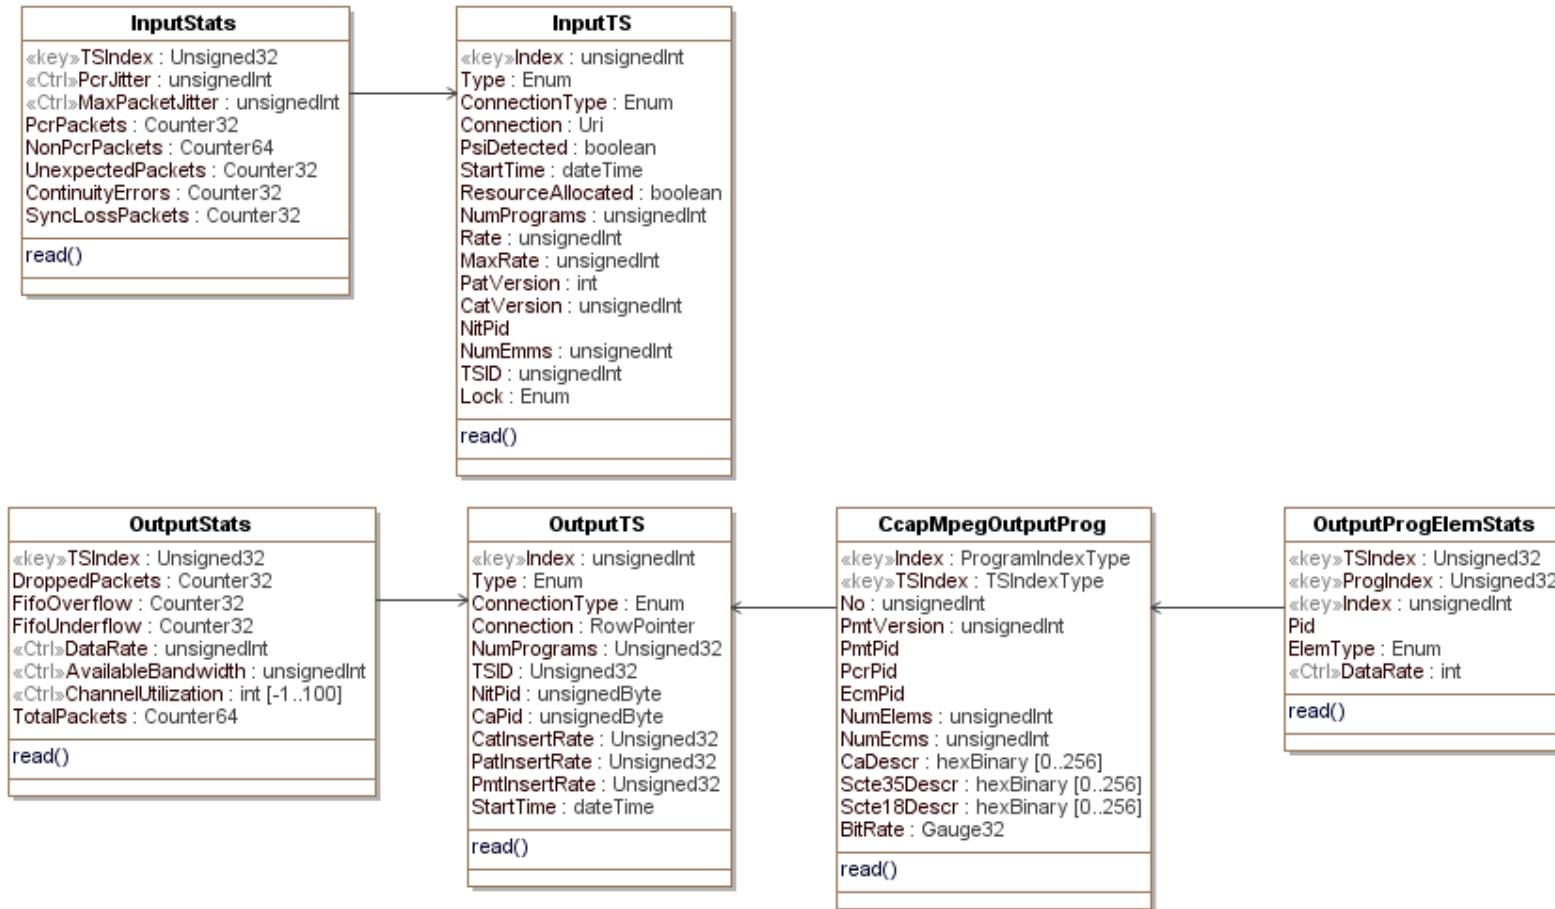 InputStats
«key»TSIndex : Unsigned32
«Ctrl»PcrJitter : unsignedInt
«Ctrl»MaxPacketJitter : unsignedInt
PcrPackets : Counter32
NonPcrPackets : Counter64
UnexpectedPackets : Counter32
ContinuityErrors : Counter32
SyncLossPackets : Counter32
read()
InputTS
«key»Index : unsignedInt
Type : Enum
ConnectionType : Enum
Connection : Uri
PsiDetected : boolean
StartTime : dateTime
ResourceAllocated : boolean
NumPrograms : unsignedInt
Rate : unsignedInt
MaxRate : unsignedInt
PatVersion : int
CatVersion : unsignedInt
NitPid
NumEmms : unsignedInt
TSID : unsignedInt
Lock : Enum
read()
OutputStats
«key»TSIndex : Unsigned32
DroppedPackets : Counter32
FifoOverflow : Counter32
FifoUnderflow : Counter32
«Ctrl»DataRate : unsignedInt
«Ctrl»AvailableBandwidth : unsignedInt
«Ctrl»ChannelUtilization : int [-1..100]
TotalPackets : Counter64
read()
OutputTS
«key»Index : unsignedInt
Type : Enum
ConnectionType : Enum
Connection : RowPointer
NumPrograms : Unsigned32
TSID : Unsigned32
NitPid : unsignedByte
CaPid : unsignedByte
CatInsertRate : Unsigned32
PatInsertRate : Unsigned32
PmtInsertRate : Unsigned32
StartTime : dateTime
read()
CcapMpegOutputProg
«key»Index : ProgramIndexType
«key»TSIndex : TSIndexType
No : unsignedInt
PmtVersion : unsignedInt
PmtPid
PcrPid
EcmPid
NumElems : unsignedInt
NumEcms : unsignedInt
CaDescr : hexBinary [0..256]
Scte35Descr : hexBinary [0..256]
Scte18Descr : hexBinary [0..256]
BitRate : Gauge32
read()
OutputProgElemStats
«key»TSIndex : Unsigned32
«key»ProgIndex : Unsigned32
«key»Index : unsignedInt
Pid
ElemType : Enum
«Ctrl»DataRate : int
read()